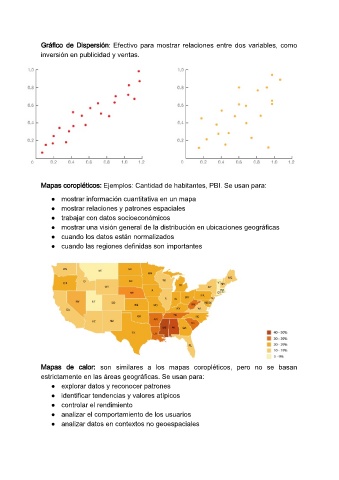 Gráfico de Dispersión: Efectivo para mostrar relaciones entre dos variables, como
inversión en publicidad y ventas.
1.0
0.8
0.6
0.4
0.2
0 0.2 0.4 0.6 0.8 1.0 1.2
1.0
0.8
0.6
0.4
0.2
0 0.2 0.4 0.6 0.8 1.0 1.2
Mapas coropléticos: Ejemplos: Cantidad de habitantes, PBI. Se usan para:
● mostrar información cuantitativa en un mapa
● mostrar relaciones y patrones espaciales
● trabajar con datos socioeconómicos
● mostrar una visión general de la distribución en ubicaciones geográficas
● cuando los datos están normalizados
● cuando las regiones definidas son importantes
40 - 50%
30 - 39%
20 - 29%
10 - 19%
Mapas de calor: son similares a los mapas coropléticos, pero no se basan
estrictamente en las áreas geográficas. Se usan para:
● explorar datos y reconocer patrones
● identificar tendencias y valores atípicos
● controlar el rendimiento
● analizar el comportamiento de los usuarios
● analizar datos en contextos no geoespaciales